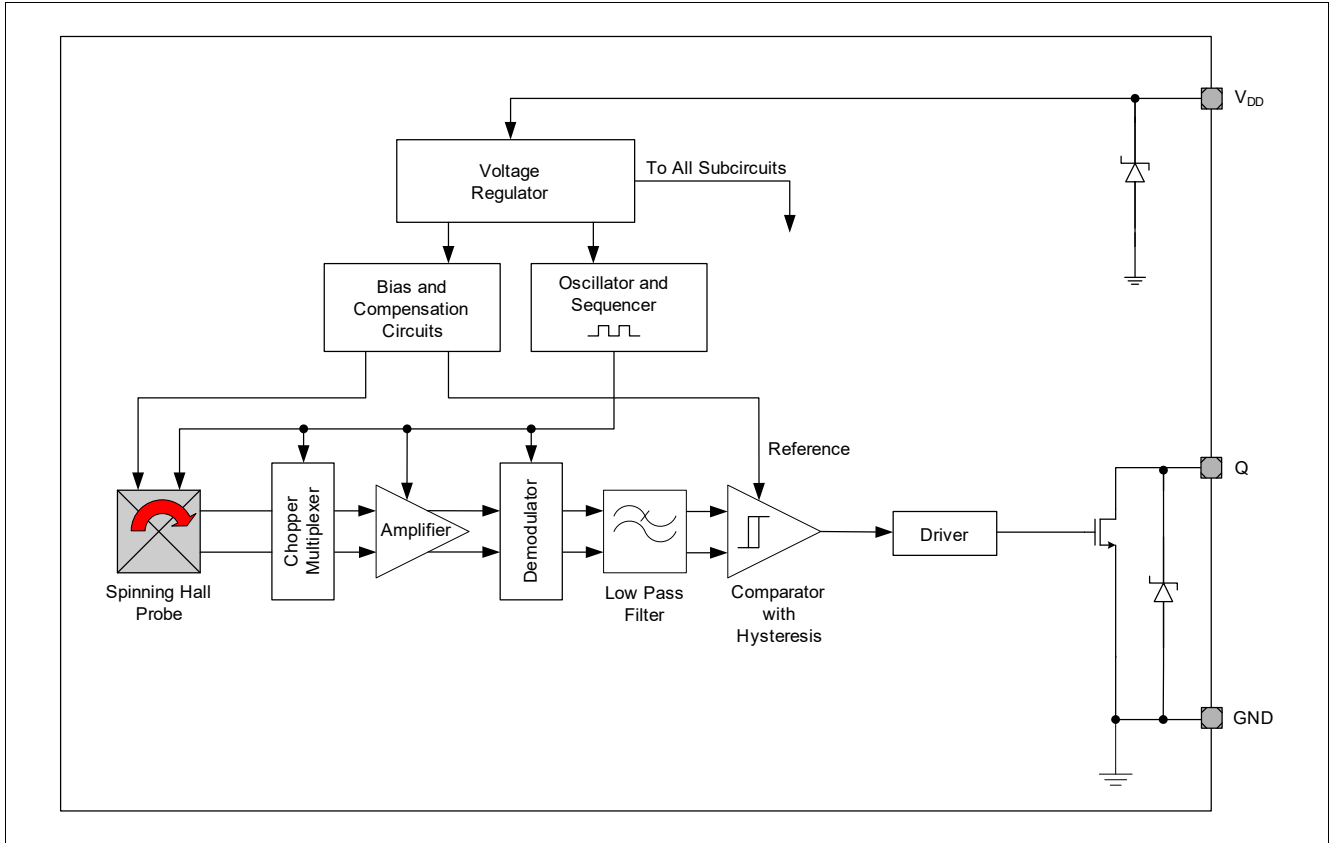 VDD
Voltage
Regulator
To All Subcircuits
Bias and
Compensation
Circuits
Oscillator and
Sequencer
Reference
Q
Chopper
Multiplexer
Amplifier
Demodulator
Driver
Spinning Hall
Probe
Low Pass
Filter
Comparator
with
Hysteresis
GND